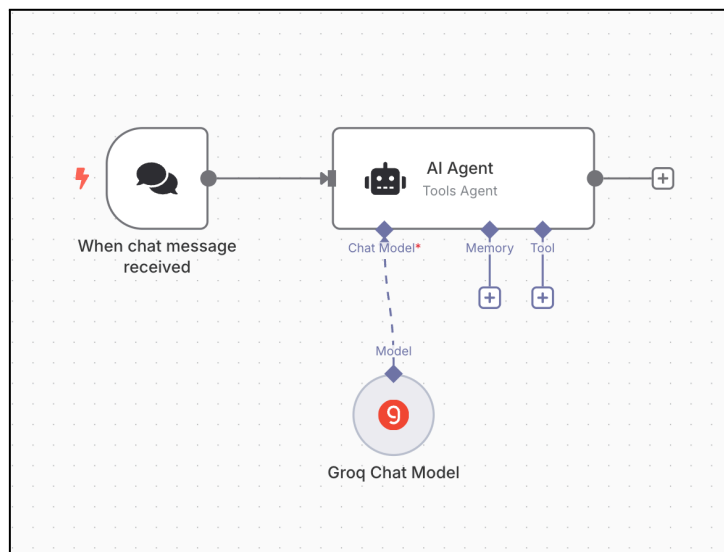 When chat message
received
AI Agent
Tools Agent
Chat Model*
Memory
Tool
Model
Groq Chat Model